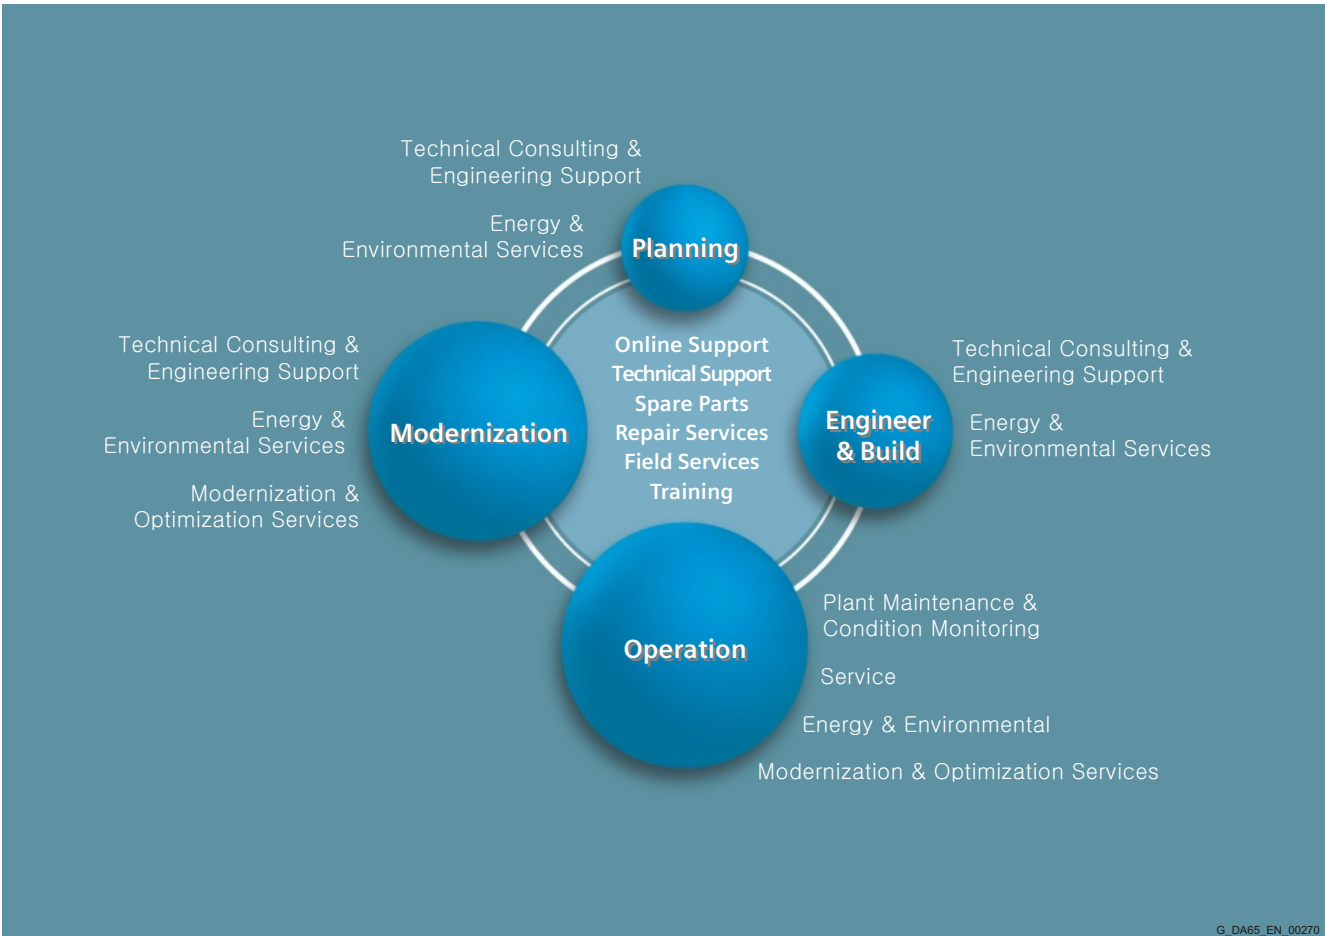 Technical Consulting &
Engineering Support
Energy &
Environmental Services
Planning
Technical Consulting &
Engineering Support
Energy &
Environmental Services
Modernization &
Optimization Services
Modernization
Online Support
Technical Support
Spare Parts
Repair Services
Field Services
Training
Engineer
& Build
Technical Consulting &
Engineering Support
Energy &
Environmental Services
Operation
Plant Maintenance &
Condition Monitoring
Service
Energy & Environmental
Modernization & Optimization Services
G_DA65_EN_00270